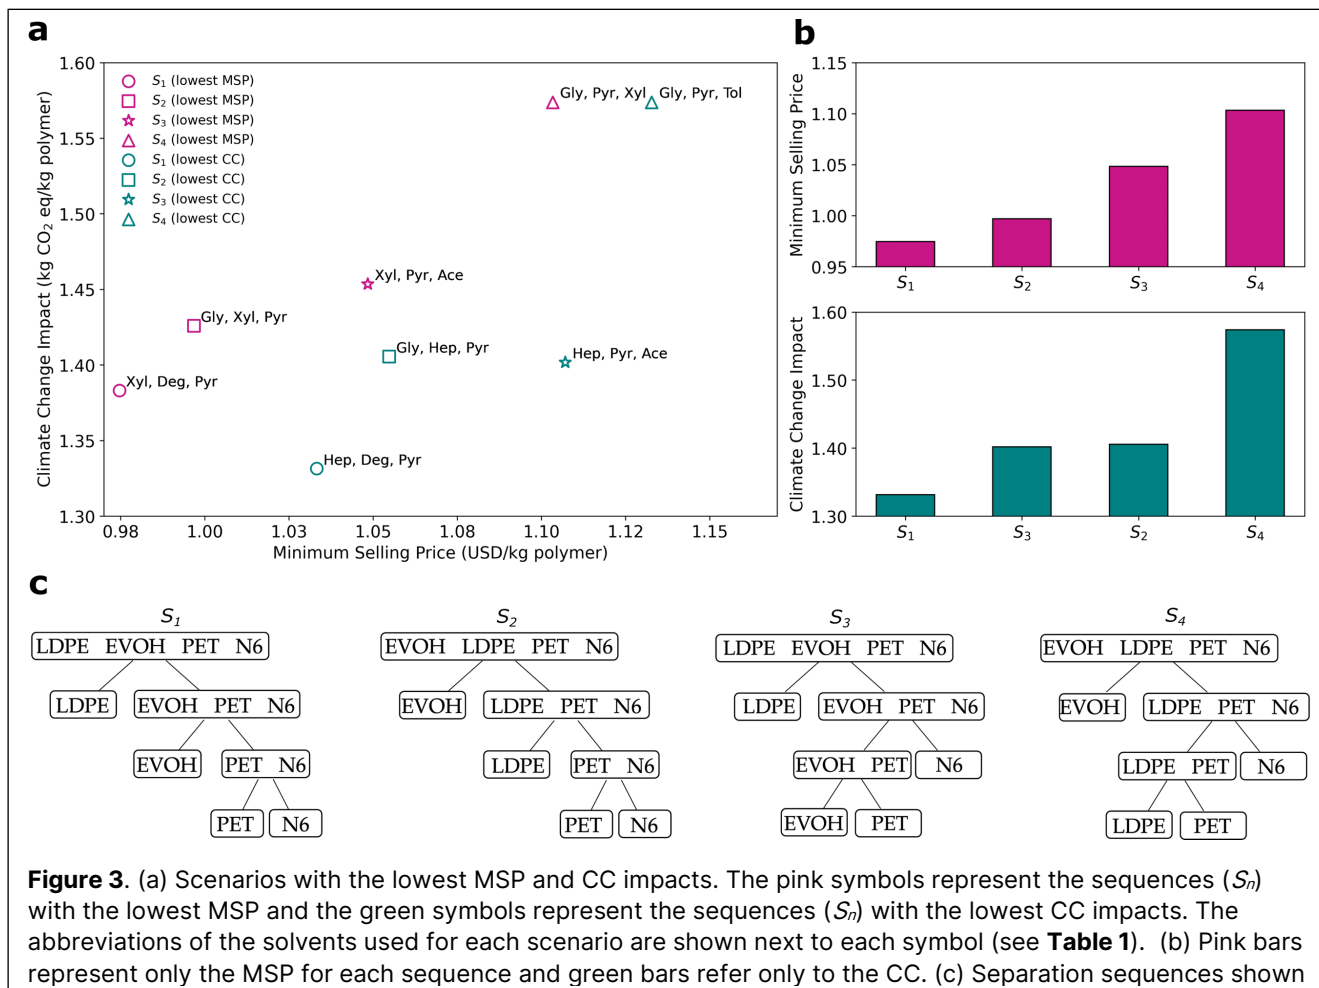 a
Climate Change Impact (kg CO₂ eq/kg polymer)
1.60
1.55
1.50
1.45
1.40
1.35
1.30
S₁ (lowest MSP)
S₂ (lowest MSP)
S₃ (lowest MSP)
S₄ (lowest MSP)
S₁ (lowest CC)
S₂ (lowest CC)
S₃ (lowest CC)
S₄ (lowest CC)
Gly, Pyr, Xyl
Gly, Pyr, Tol
Xyl, Pyr, Ace
Gly, Xyl, Pyr
Gly, Hep, Pyr
Hep, Pyr, Ace
Xyl, Deg, Pyr
Hep, Deg, Pyr
0.98 1.00 1.03 1.05 1.08 1.10 1.12 1.15
Minimum Selling Price (USD/kg polymer)
b
Minimum Selling Price
1.15
1.10
1.05
1.00
0.95
S₁ S₂ S₃ S₄
Climate Change Impact
1.60
1.50
1.40
1.30
S₁ S₃ S₂ S₄
c
S₁
LDPE EVOH PET N6
LDPE
EVOH PET N6
EVOH
PET N6
PET
N6
S₂
EVOH LDPE PET N6
EVOH
LDPE PET N6
LDPE
PET N6
PET
N6
S₃
LDPE EVOH PET N6
LDPE
EVOH PET N6
EVOH PET
N6
EVOH
PET
S₄
EVOH LDPE PET N6
EVOH
LDPE PET N6
LDPE PET
N6
LDPE
PET
Figure 3. (a) Scenarios with the lowest MSP and CC impacts. The pink symbols represent the sequences (Sₙ)
with the lowest MSP and the green symbols represent the sequences (Sₙ) with the lowest CC impacts. The
abbreviations of the solvents used for each scenario are shown next to each symbol (see Table 1). (b) Pink bars
represent only the MSP for each sequence and green bars refer only to the CC. (c) Separation sequences shown